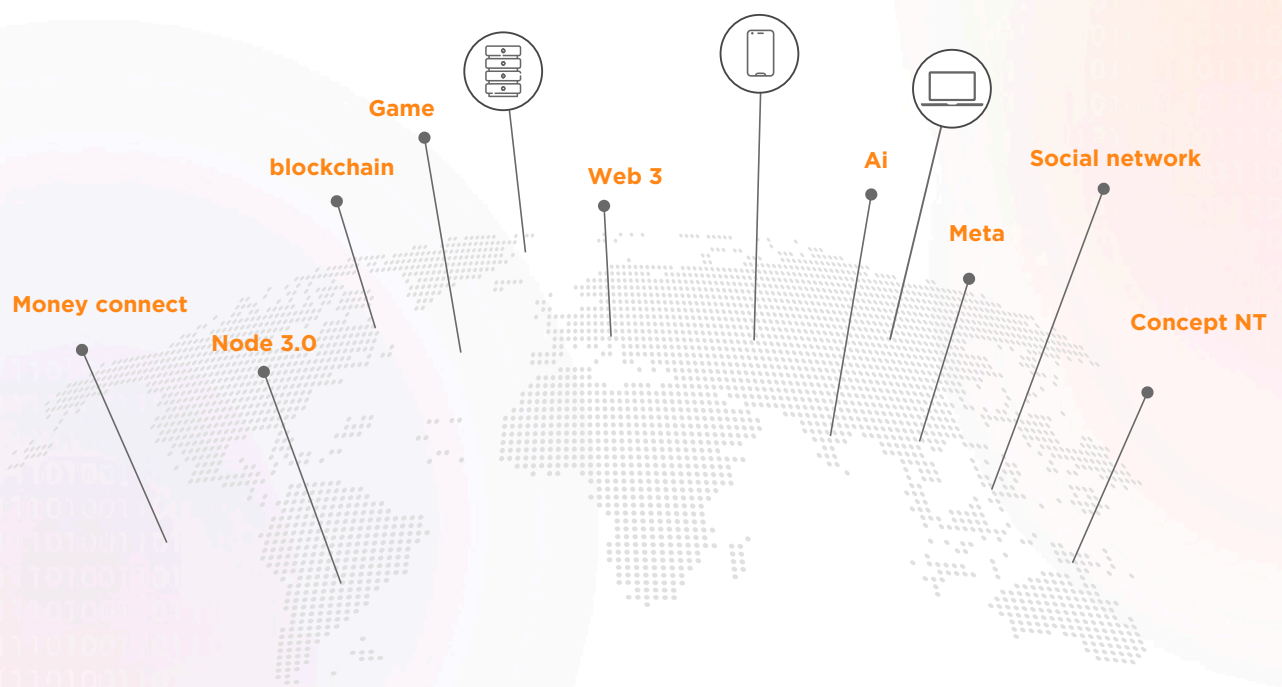 Game
blockchain
Web 3
Ai
Social network
Meta
Money connect
Node 3.0
Concept NT